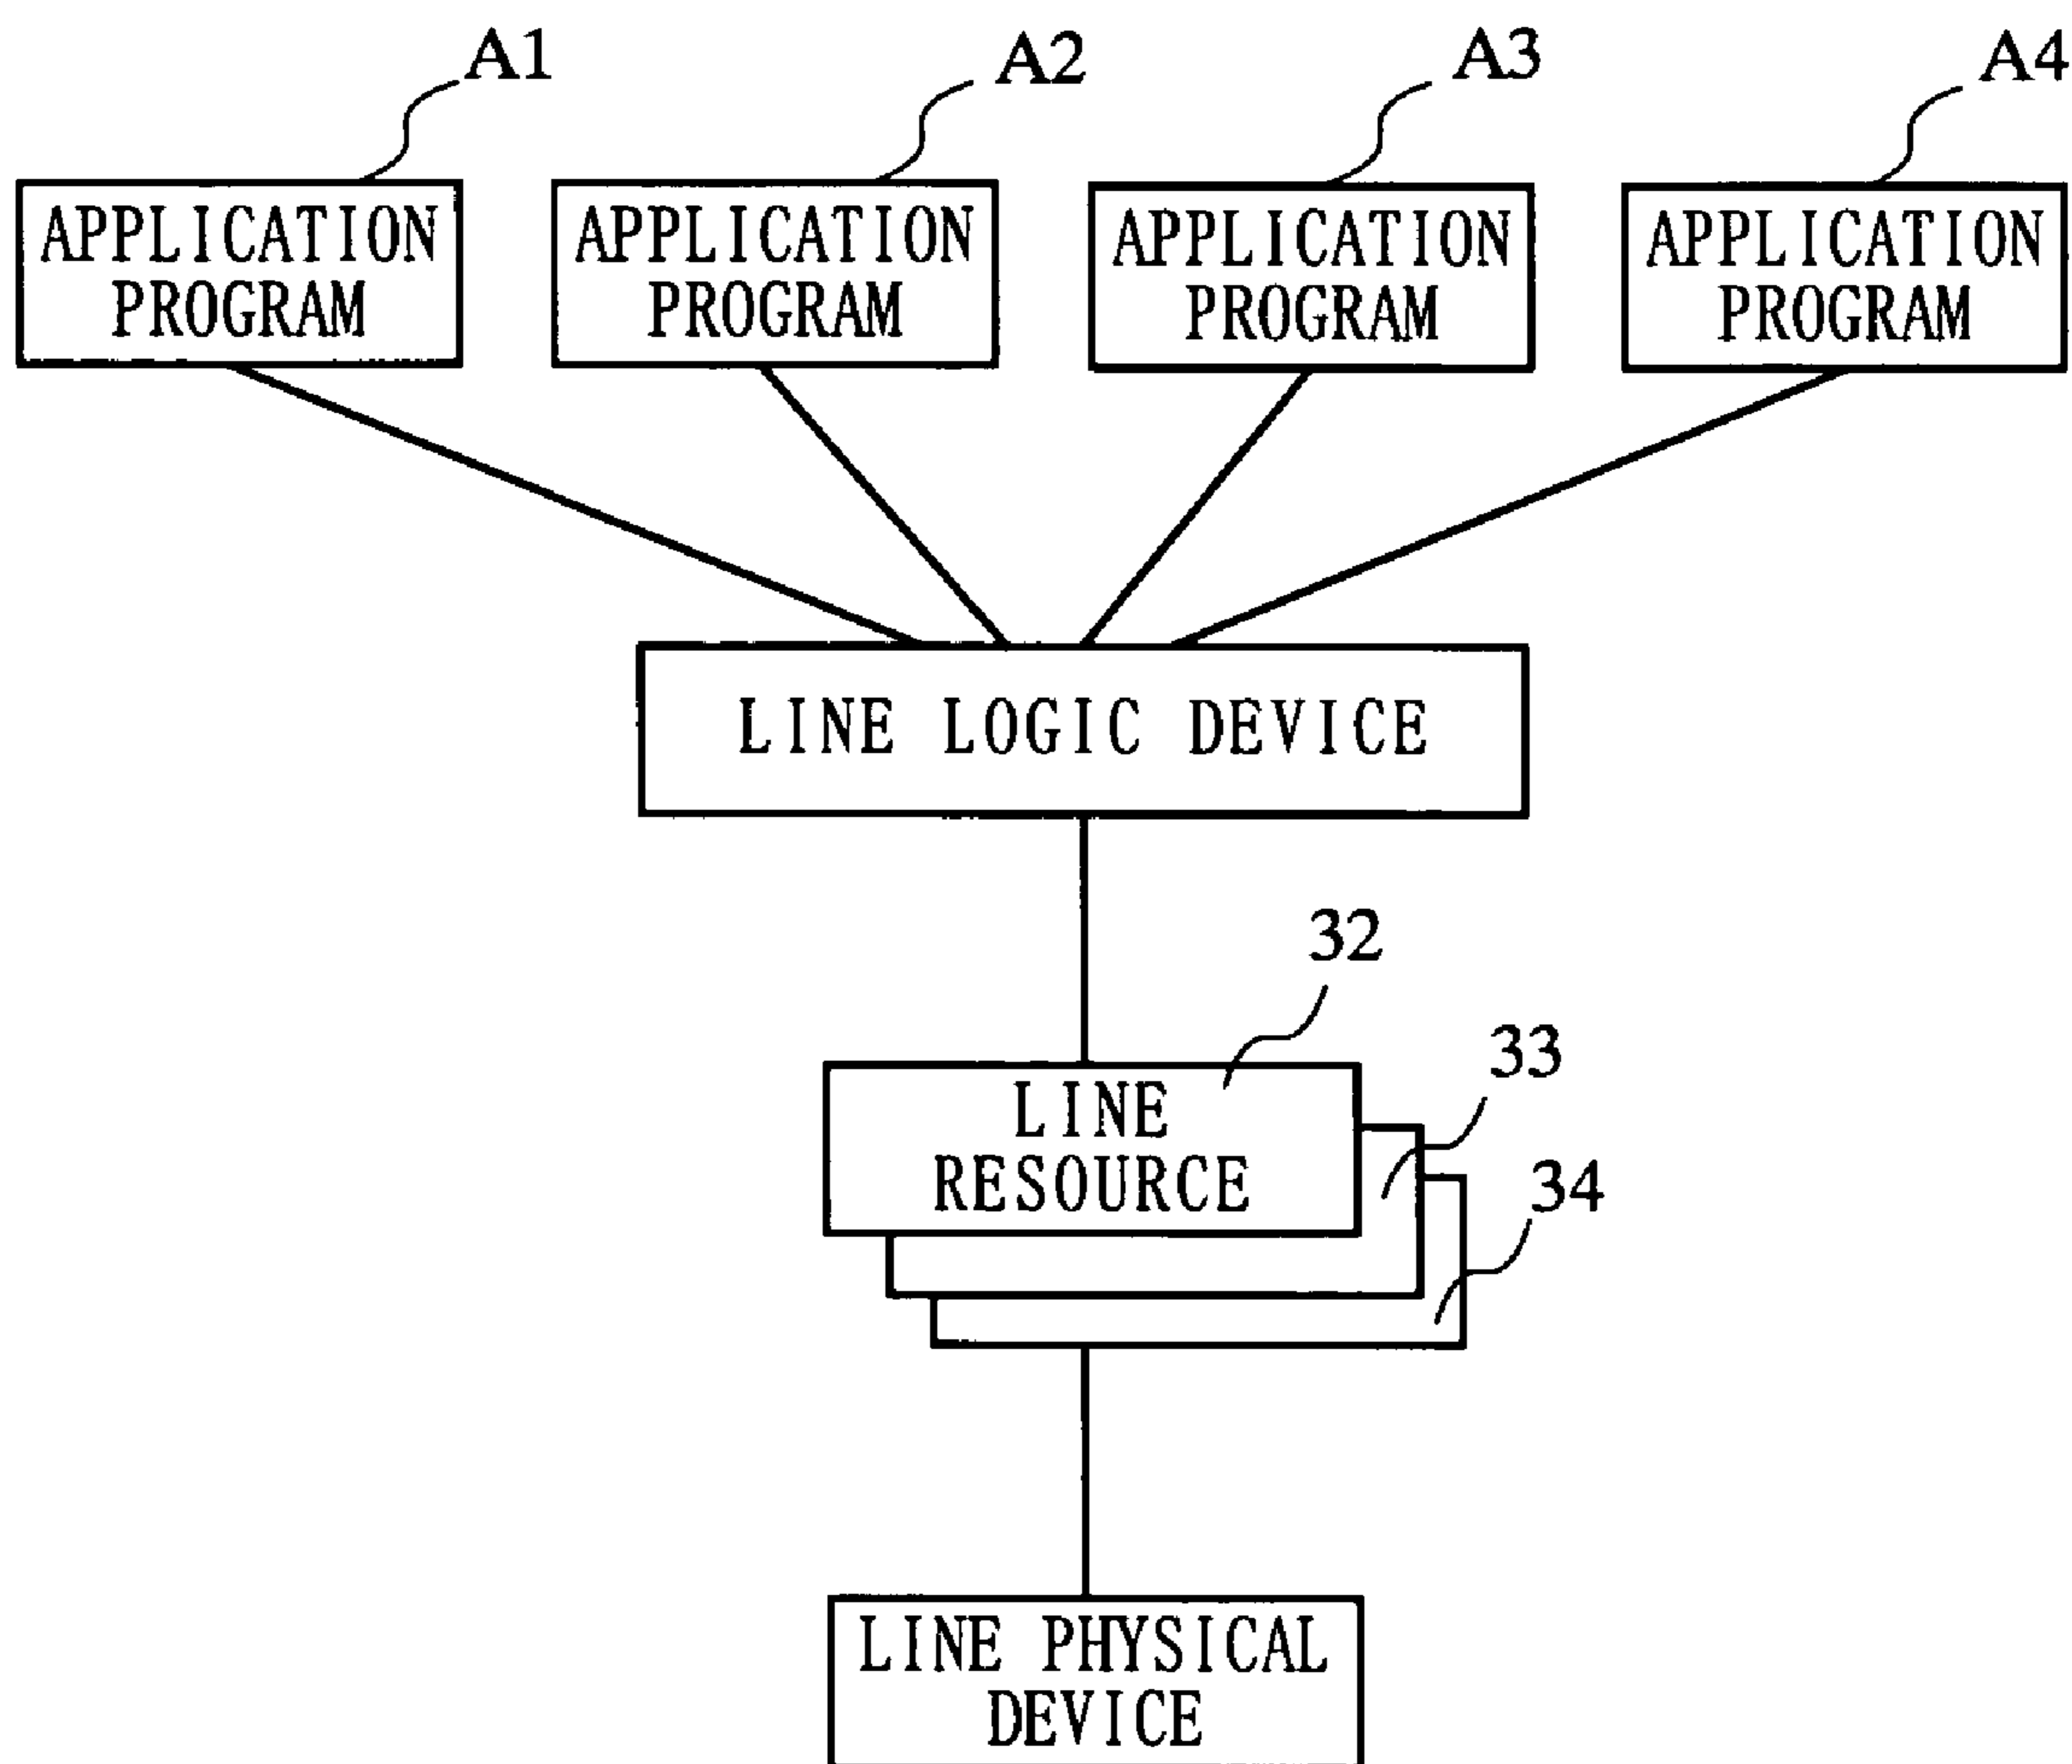 A1
A2
A3
A4
APPLICATION
PROGRAM
APPLICATION
PROGRAM
APPLICATION
PROGRAM
APPLICATION
PROGRAM
LINE LOGIC DEVICE
32
33
34
LINE
RESOURCE
LINE PHYSICAL
DEVICE